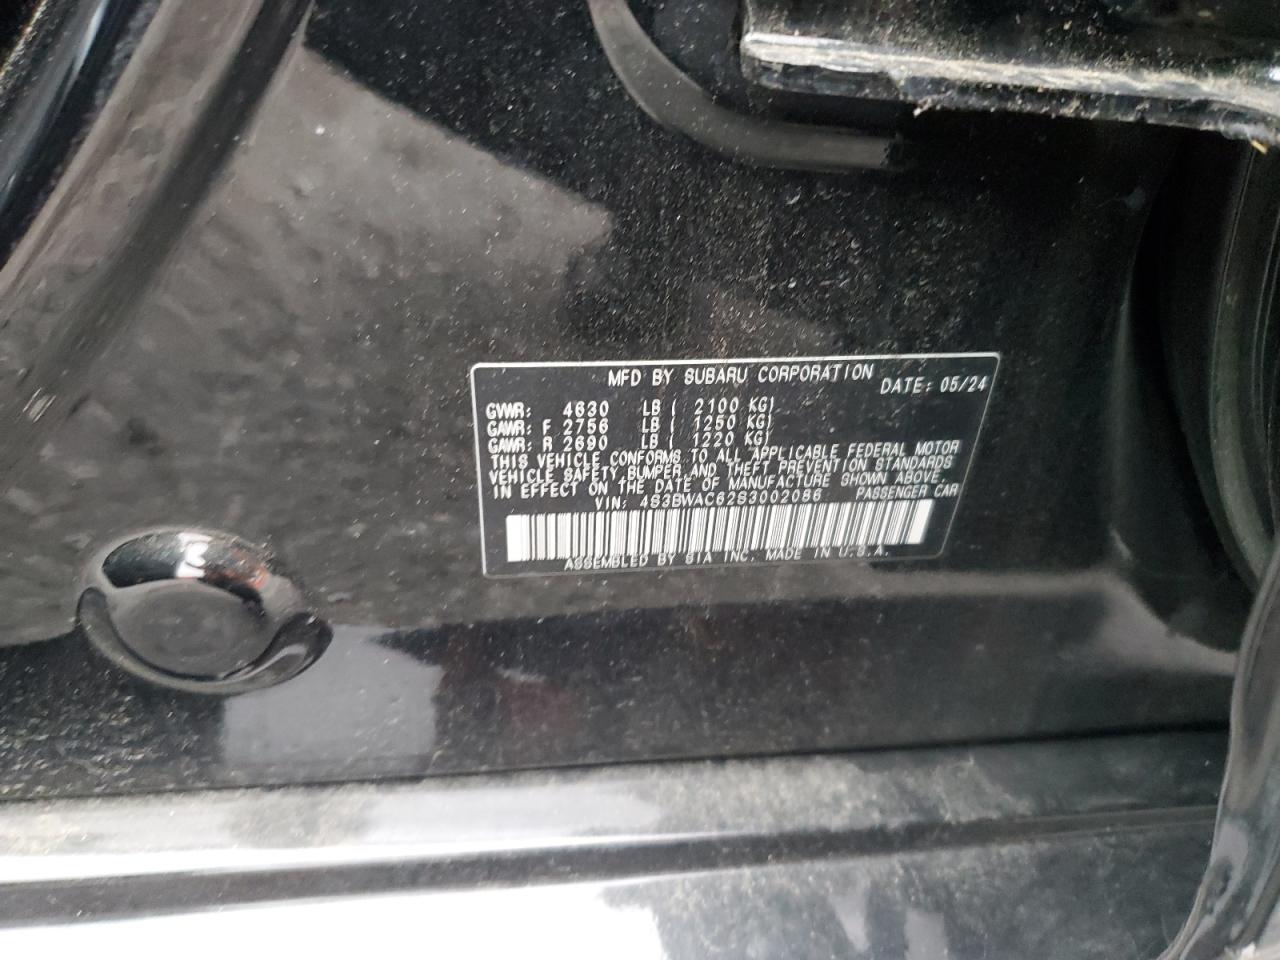 MFD BY SUBARU CORPORATION DATE: 05/24
GVWR: 4630 LB ( 2100 KG)
GAWR: F 2756 LB ( 1250 KG)
GAWR: R 2690 LB ( 1220 KG)
THIS VEHICLE CONFORMS TO ALL APPLICABLE FEDERAL MOTOR
VEHICLE SAFETY, BUMPER AND THEFT PREVENTION STANDARDS
IN EFFECT ON THE DATE OF MANUFACTURE SHOWN ABOVE.
VIN: 4S3BWAC62S3002086 PASSENGER CAR
ASSEMBLED BY SIA INC. MADE IN U.S.A.